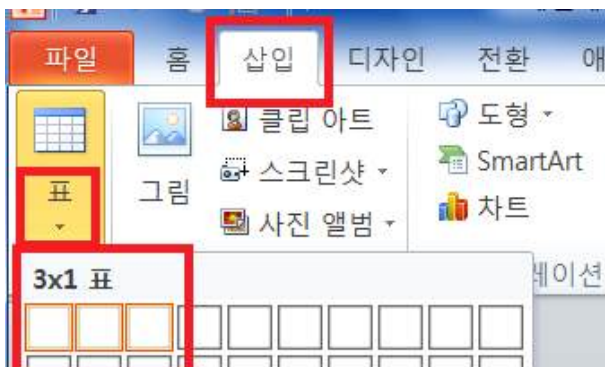 파일 홈 삽입 디자인 전환 애
표 그림 클립 아트 도형
스크린샷 SmartArt
사진 앨범 차트
3x1 표